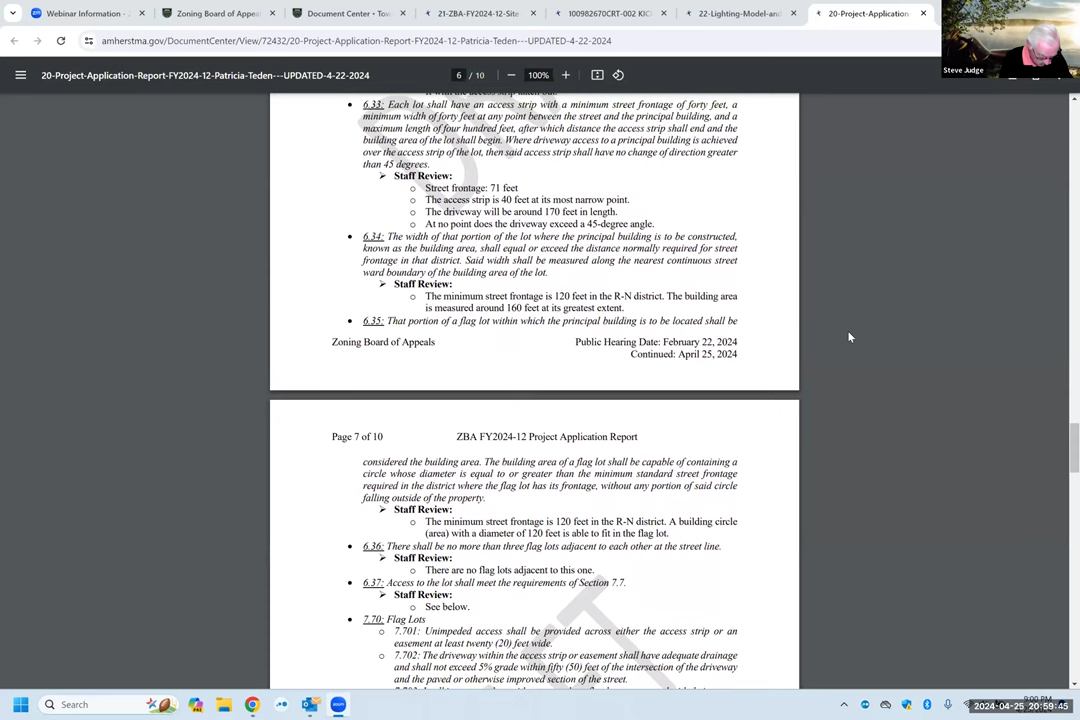 Webinar Information -
Zoning Board of Appeal
Document Center • Tow
21-ZBA-FY2024-12-Site
100982670CRT-002 KIC
22-Lighting-Model-and
20-Project-Application-
amherstma.gov/DocumentCenter/View/72432/20-Project-Application-Report-FY2024-12-Patricia-Teden---UPDATED-4-22-2024
20-Project-Application-Report-FY2024-12-Patricia-Teden---UPDATED-4-22-2024
6 / 10
100%
Steve Judge
6.33: Each lot shall have an access strip with a minimum street frontage of forty feet, a
minimum width of forty feet at any point between the street and the principal building, and a
maximum length of four hundred feet, after which distance the access strip shall end and the
building area of the lot shall begin. Where driveway access to a principal building is achieved
over the access strip of the lot, then said access strip shall have no change of direction greater
than 45 degrees.
Staff Review:
Street frontage: 71 feet
The access strip is 40 feet at its most narrow point.
The driveway will be around 170 feet in length.
At no point does the driveway exceed a 45-degree angle.
6.34: The width of that portion of the lot where the principal building is to be constructed,
known as the building area, shall equal or exceed the distance normally required for street
frontage in that district. Said width shall be measured along the nearest continuous street
ward boundary of the building area of the lot.
Staff Review:
The minimum street frontage is 120 feet in the R-N district. The building area
is measured around 160 feet at its greatest extent.
6.35: That portion of a flag lot within which the principal building is to be located shall be
Zoning Board of Appeals
Public Hearing Date: February 22, 2024
Continued: April 25, 2024
Page 7 of 10
ZBA FY2024-12 Project Application Report
considered the building area. The building area of a flag lot shall be capable of containing a
circle whose diameter is equal to or greater than the minimum standard street frontage
required in the district where the flag lot has its frontage, without any portion of said circle
falling outside of the property.
Staff Review:
The minimum street frontage is 120 feet in the R-N district. A building circle
(area) with a diameter of 120 feet is able to fit in the flag lot.
6.36: There shall be no more than three flag lots adjacent to each other at the street line.
Staff Review:
There are no flag lots adjacent to this one.
6.37: Access to the lot shall meet the requirements of Section 7.7.
Staff Review:
See below.
7.70: Flag Lots
7.701: Unimpeded access shall be provided across either the access strip or an
easement at least twenty (20) feet wide.
7.702: The driveway within the access strip or easement shall have adequate drainage
and shall not exceed 5% grade within fifty (50) feet of the intersection of the driveway
and the paved or otherwise improved section of the street.
Search
2024-04-25 20:59:45